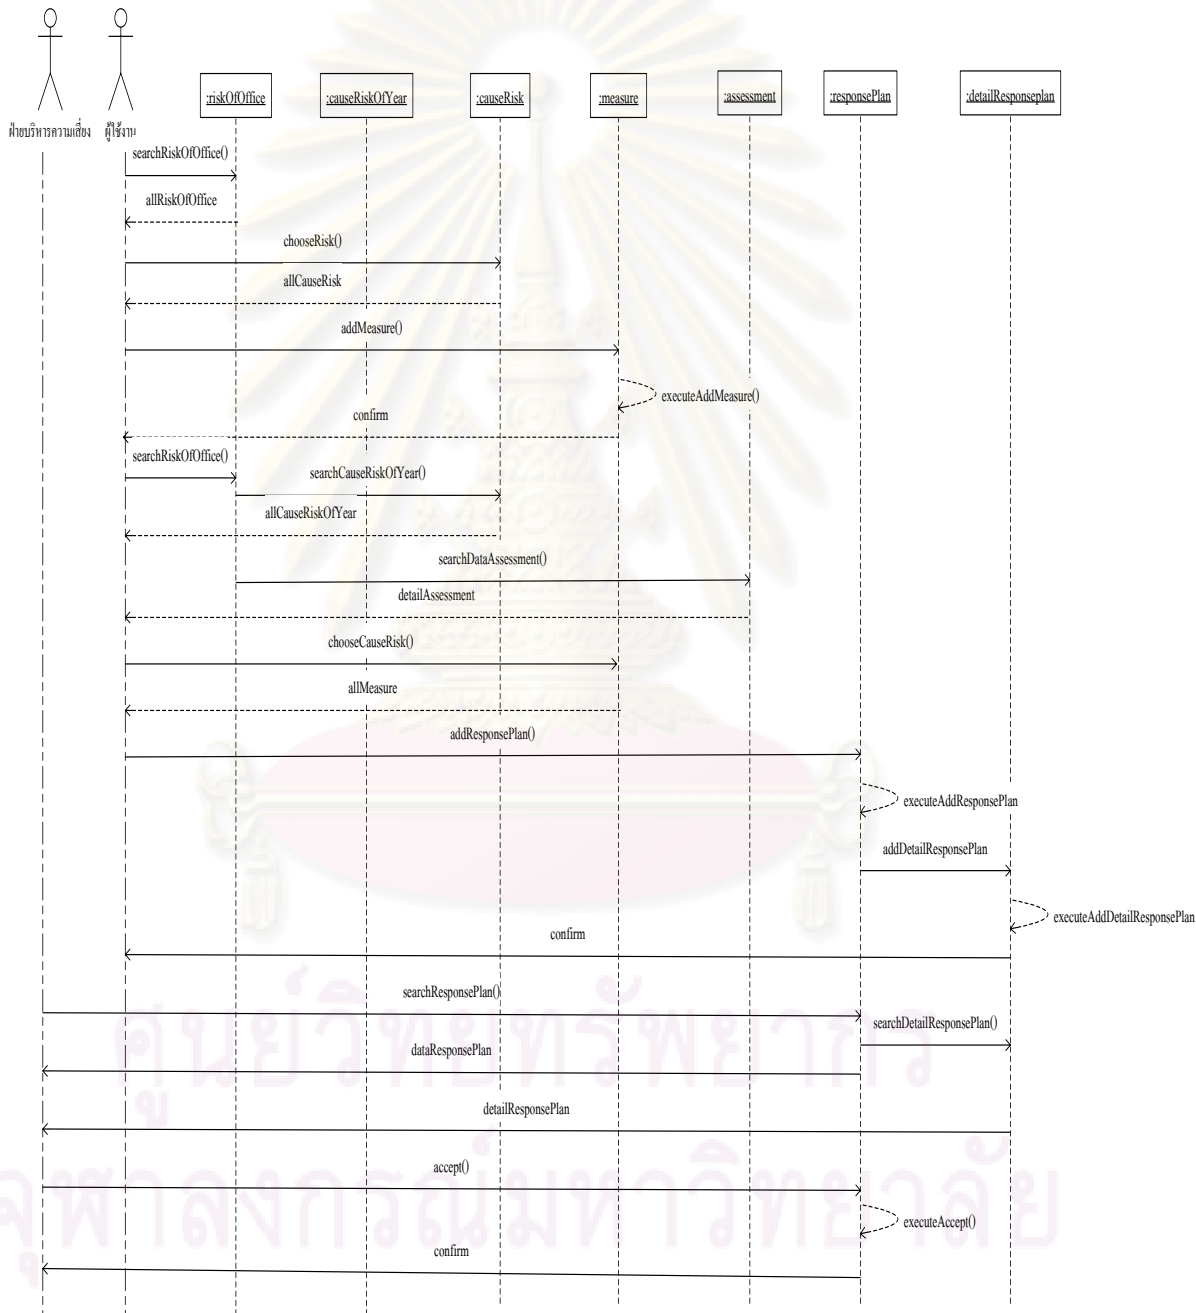 :riskOfOffice :causeRiskOfYear :causeRisk :measure :assessment :responsePlan :detailResponseplan
ฝ่ายบริหารความเสี่ยง ผู้ใช้งาน
searchRiskOfOffice()
allRiskOfOffice
chooseRisk()
allCauseRisk
addMeasure()
executeAddMeasure()
confirm
searchRiskOfOffice()
searchCauseRiskOfYear()
allCauseRiskOfYear
searchDataAssessment()
detailAssessment
chooseCauseRisk()
allMeasure
addResponsePlan()
executeAddResponsePlan
addDetailResponsePlan
executeAddDetailResponsePlan
confirm
searchResponsePlan()
searchDetailResponsePlan()
dataResponsePlan
detailResponsePlan
accept()
executeAccept()
confirm
ศูนย์วิทยทรัพยากร
จุฬาลงกรณ์มหาวิทยาลัย